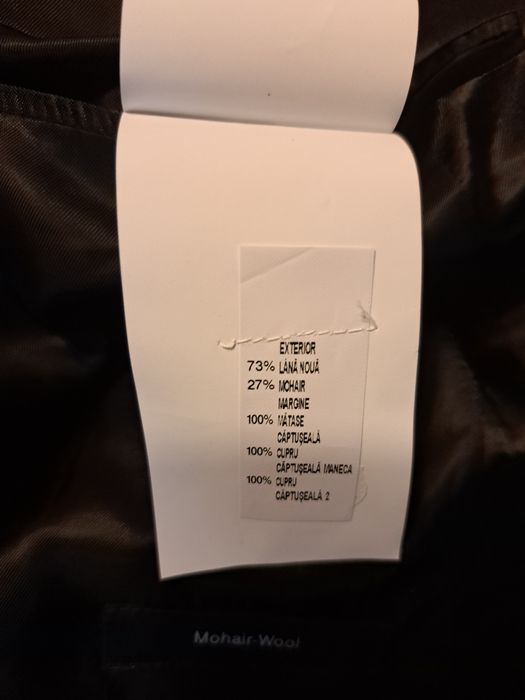 EXTERIOR
73% LÂNĂ NOUĂ
27% MOHAIR
MARGINE
100% MĂTASE
CĂPTUȘEALĂ
100% CUPRU
CĂPTUȘEALĂ MANECA
100% CUPRU
CĂPTUȘEALĂ 2
Mohair-Wool